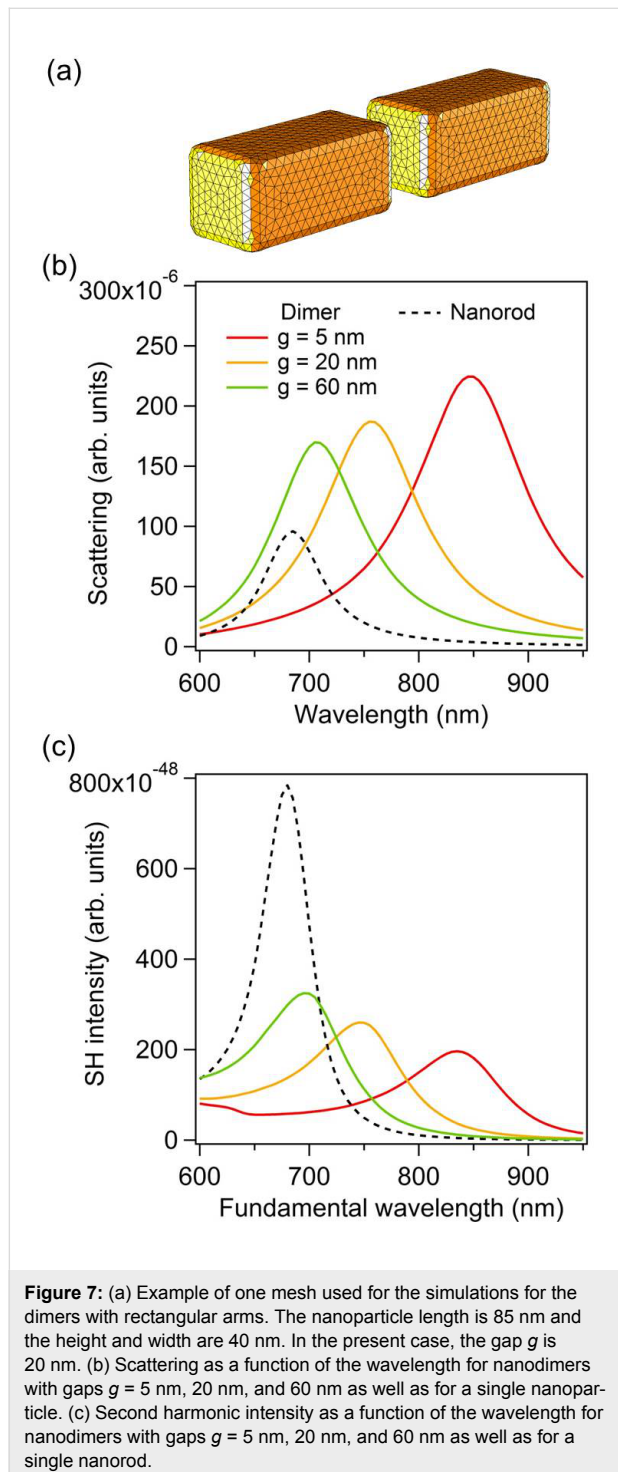 (a)
(b)
300x10-6
250
200
150
100
50
0
Scattering (arb. units)
Dimer
g = 5 nm
g = 20 nm
g = 60 nm
Nanorod
600
700
800
900
Wavelength (nm)
(c)
800x10-48
600
400
200
0
SH intensity (arb. units)
600
700
800
900
Fundamental wavelength (nm)
Figure 7: (a) Example of one mesh used for the simulations for the
dimers with rectangular arms. The nanoparticle length is 85 nm and
the height and width are 40 nm. In the present case, the gap g is
20 nm. (b) Scattering as a function of the wavelength for nanodimers
with gaps g = 5 nm, 20 nm, and 60 nm as well as for a single nanopar-
ticle. (c) Second harmonic intensity as a function of the wavelength for
nanodimers with gaps g = 5 nm, 20 nm, and 60 nm as well as for a
single nanorod.